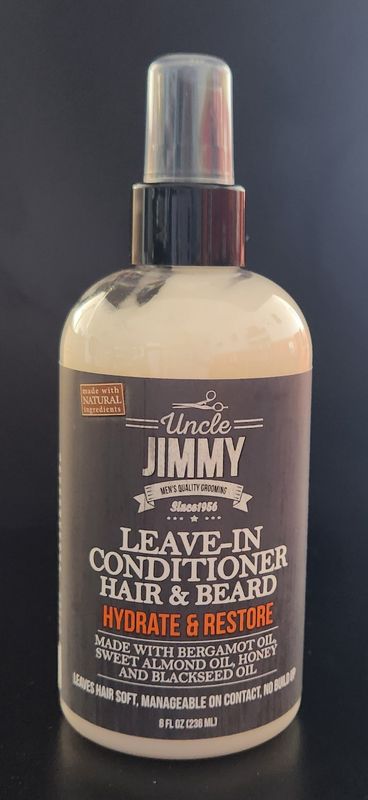 made with
NATURAL
ingredients
Uncle
JIMMY
MEN'S QUALITY GROOMING
Since1956
LEAVE-IN
CONDITIONER
HAIR & BEARD
HYDRATE & RESTORE
MADE WITH BERGAMOT OIL,
SWEET ALMOND OIL, HONEY
AND BLACKSEED OIL
LEAVES HAIR SOFT, MANAGEABLE ON CONTACT, NO BUILD UP
8 FL OZ (236 ML)